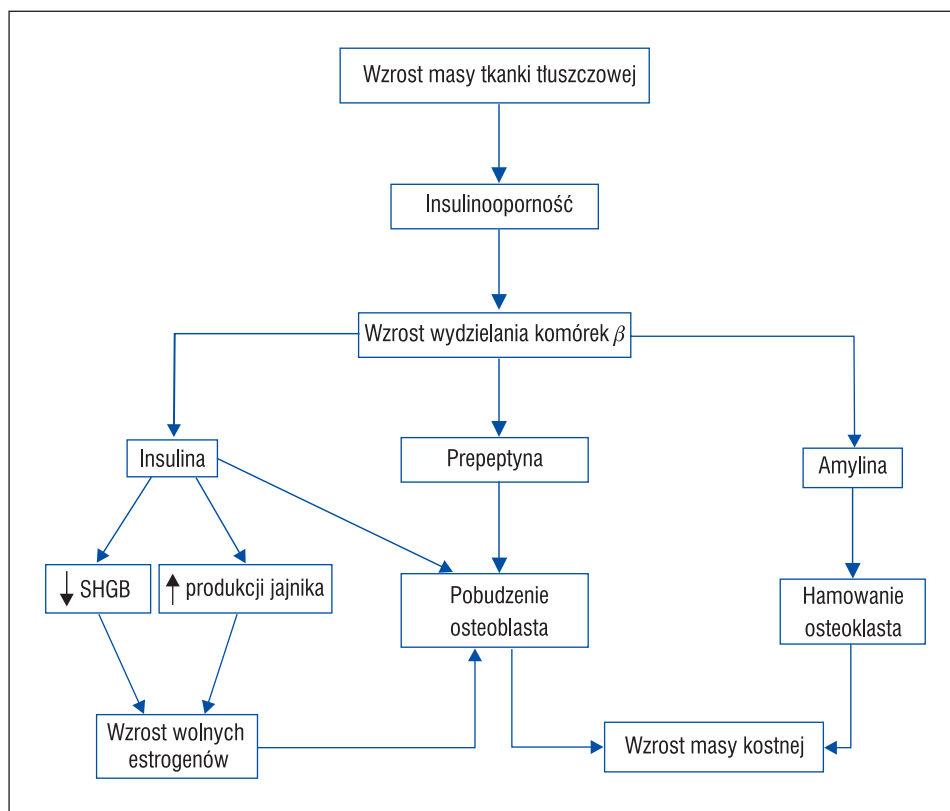 Wzrost masy tkanki tłuszczowej
Insulinooporność
Wzrost wydzielania komórek β
Insulina
Prepeptyna
Amylina
↓ SHGB
↑ produkcji jajnika
Pobudzenie
osteoblasta
Hamowanie
osteoklasta
Wzrost wolnych
estrogenów
Wzrost masy kostnej